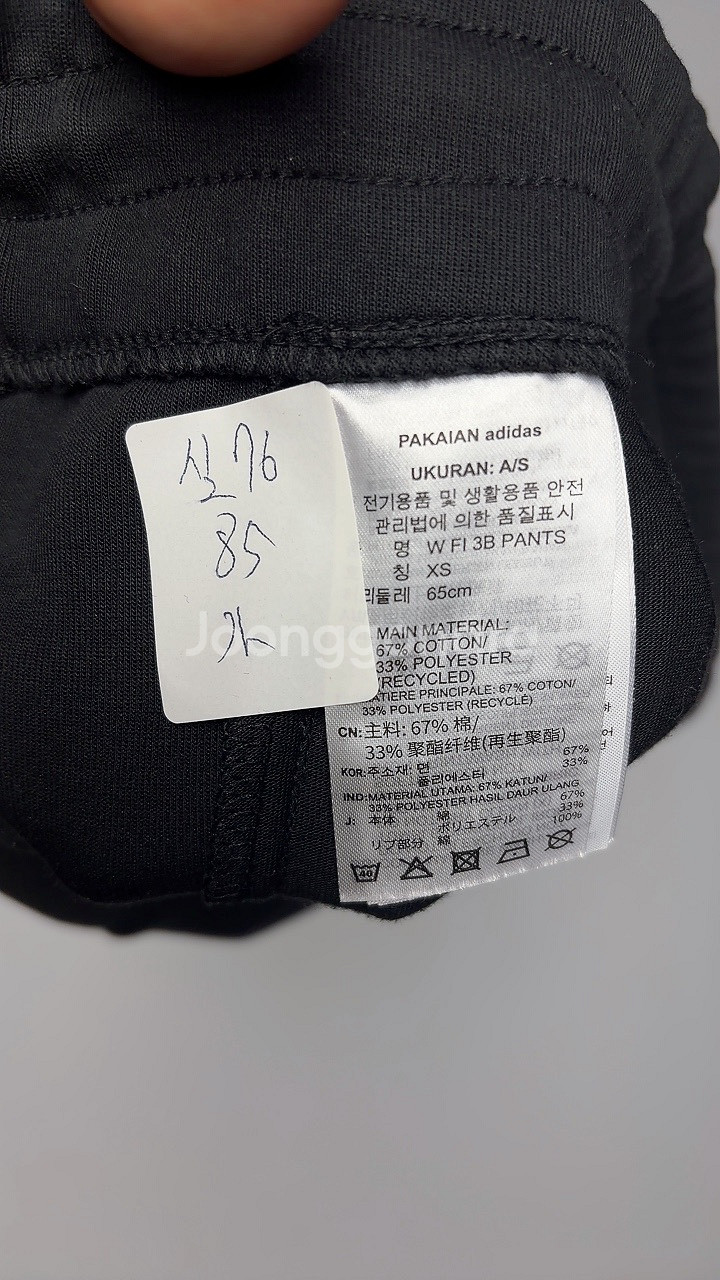 실 76
85
가
PAKAIAN adidas
UKURAN: A/S
전기용품 및 생활용품 안전
관리법에 의한 품질표시
명 W FI 3B PANTS
칭 XS
리둘레 65cm
MAIN MATERIAL:
67% COTTON/
33% POLYESTER
(RECYCLED)
MATIERE PRINCIPALE: 67% COTON/
33% POLYESTER (RECYCLÉ)
CN:主料: 67% 棉/
33% 聚酯纤维(再生聚酯)
KOR:주소재: 면 67%
폴리에스터 33%
IND:MATERIAL UTAMA: 67% KATUN/
33% POLYESTER HASIL DAUR ULANG
J: 本体 綿 67%
ポリエステル 33%
リブ部分 綿 100%
40